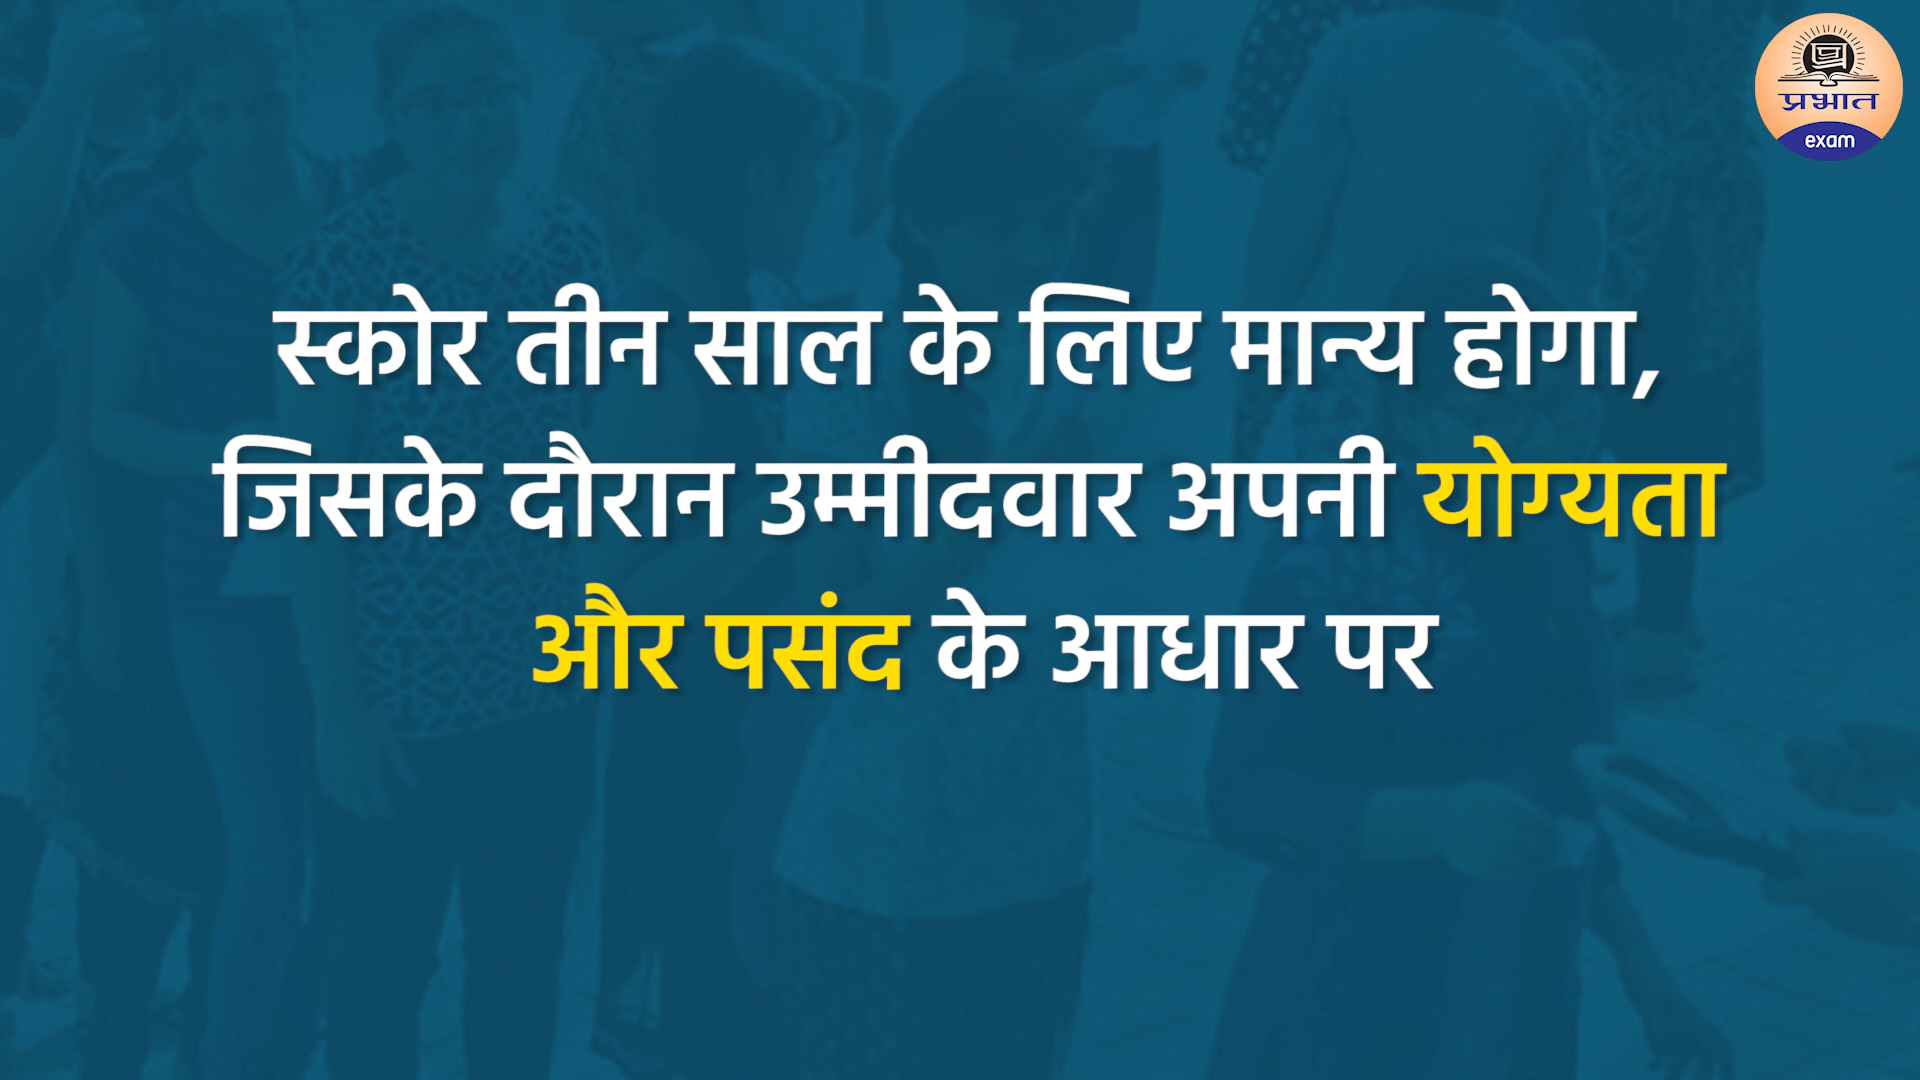 प्रभात
exam
स्कोर तीन साल के लिए मान्य होगा,
जिसके दौरान उम्मीदवार अपनी योग्यता
और पसंद के आधार पर